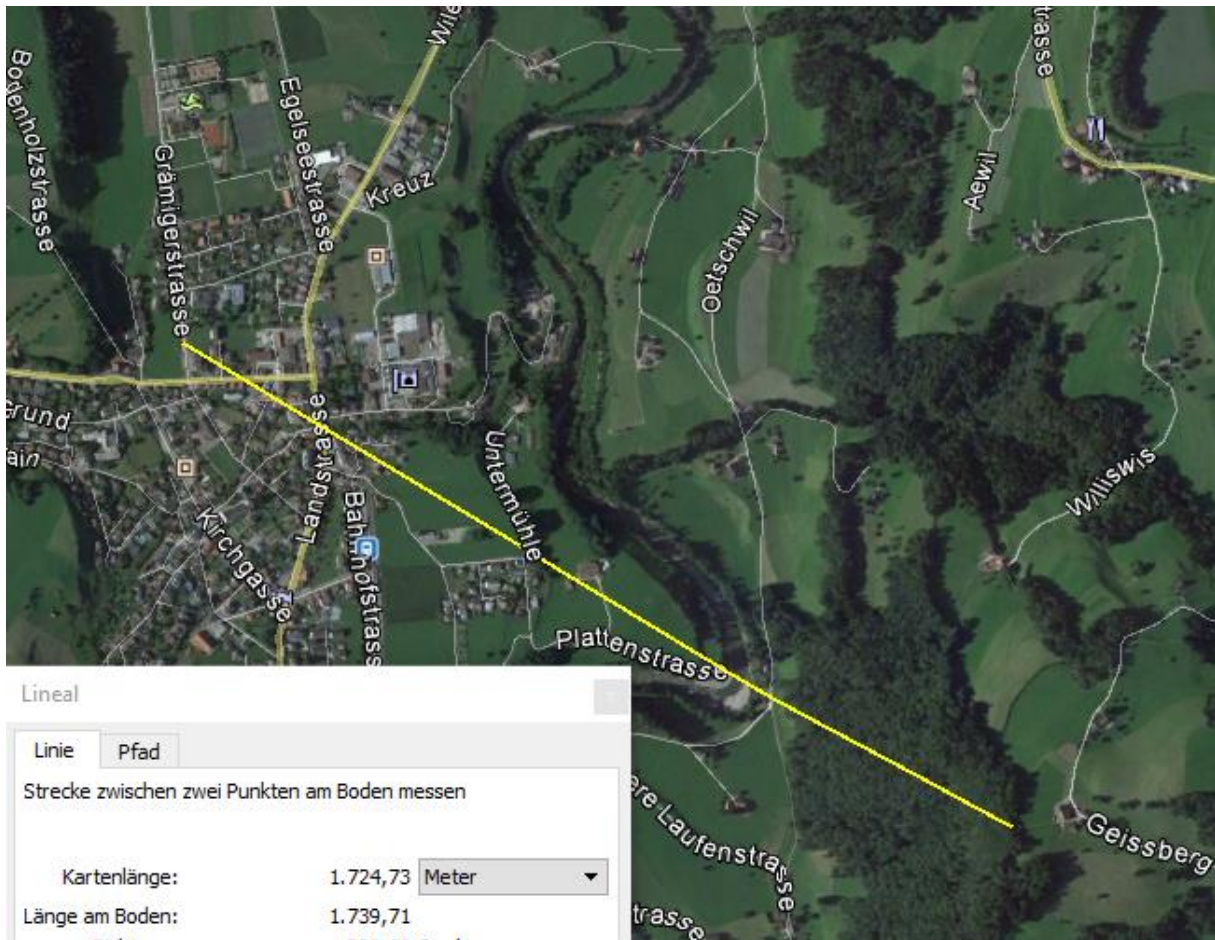 Bodenholzstrasse
Grämigerstrasse
Egelseestrasse
Wile
Kreuz
trasse
Aewil
Oetschwil
Grund
ain
Landstrasse
Untermühle
Williswis
Kirchgasse
Bahnhofstrass
Plattenstrasse
ere Laufenstrasse
Geissberg
trasse
Lineal
Linie Pfad
Strecke zwischen zwei Punkten am Boden messen
Kartenlänge: 1.724,73 Meter
Länge am Boden: 1.739,71